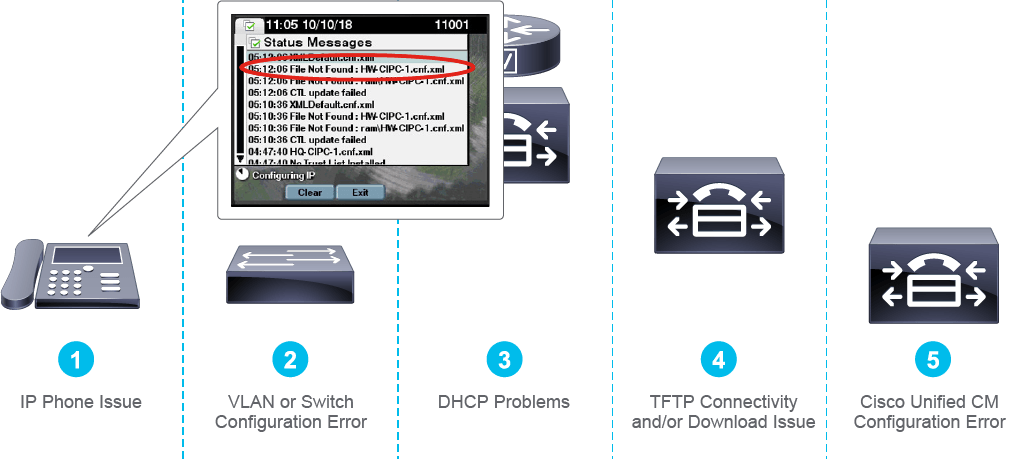 11:05 10/10/18 11001
Status Messages
05:12:06 XMLDefault.cnf.xml
05:12:06 File Not Found : HW-CIPC-1.cnf.xml
05:12:06 File Not Found : ram\HW-CIPC-1.cnf.xml
05:12:06 CTL update failed
05:10:36 XMLDefault.cnf.xml
05:10:36 File Not Found : HW-CIPC-1.cnf.xml
05:10:36 File Not Found : ram\HW-CIPC-1.cnf.xml
05:10:36 CTL update failed
04:47:40 HQ-CIPC-1.cnf.xml
04:47:40 No Trust List Installed
Configuring IP
Clear Exit
V
1 2 3 4 5
IP Phone Issue
VLAN or Switch
Configuration Error
DHCP Problems
TFTP Connectivity
and/or Download Issue
Cisco Unified CM
Configuration Error